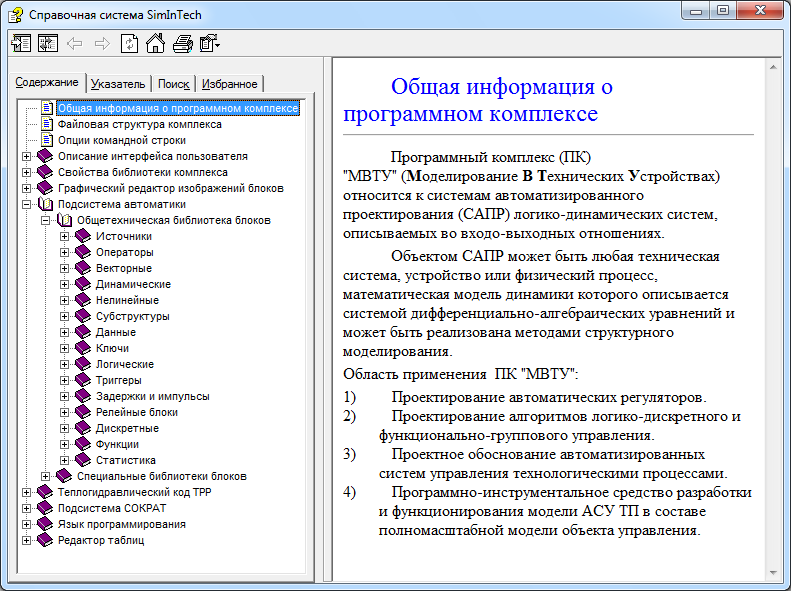 Справочная система SimInTech
Содержание Указатель Поиск Избранное
Общая информация о программном комплексе
Файловая структура комплекса
Опции командной строки
Описание интерфейса пользователя
Свойства библиотеки комплекса
Графический редактор изображений блоков
Подсистема автоматики
Общетехническая библиотека блоков
Источники
Операторы
Векторные
Динамические
Нелинейные
Субструктуры
Данные
Ключи
Логические
Триггеры
Задержки и импульсы
Релейные блоки
Дискретные
Функции
Статистика
Специальные библиотеки блоков
Теплогидравлический код TPP
Подсистема СОКРАТ
Язык программирования
Редактор таблиц
Общая информация о
программном комплексе
Программный комплекс (ПК)
"МВТУ" (Моделирование В Технических Устройствах)
относится к системам автоматизированного
проектирования (САПР) логико-динамических систем,
описываемых во входо-выходных отношениях.
Объектом САПР может быть любая техническая
система, устройство или физический процесс,
математическая модель динамики которого описывается
системой дифференциально-алгебраических уравнений и
может быть реализована методами структурного
моделирования.
Область применения ПК "МВТУ":
1) Проектирование автоматических регуляторов.
2) Проектирование алгоритмов логико-дискретного и
функционально-группового управления.
3) Проектное обоснование автоматизированных
систем управления технологическими процессами.
4) Программно-инструментальное средство разработки
и функционирования модели АСУ ТП в составе
полномасштабной модели объекта управления.